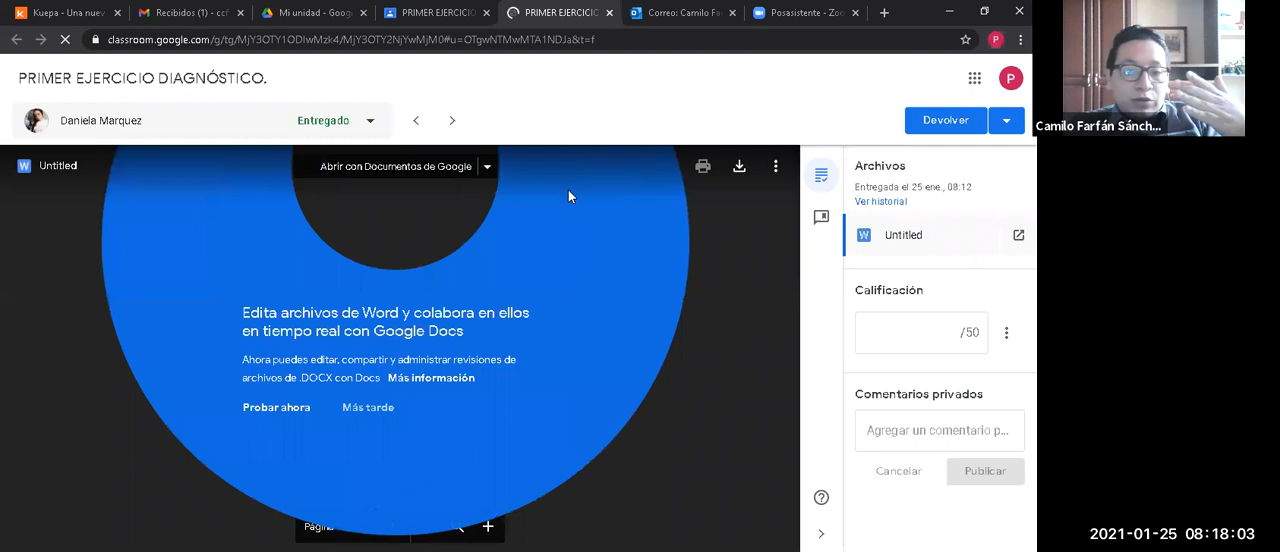 Kuepa - Una nuev
Recibidos (1) - ccf
Mi unidad - Goog
PRIMER EJERCICIO
PRIMER EJERCICIO
Correo: Camilo Fa
Posasistente - Zoo
classroom.google.com/g/tg/MjY3OTY1ODIwMzk4/MjY3OTY2NjYwMjM0#u=OTgwNTMwMTA1NDJa&t=f
P
PRIMER EJERCICIO DIAGNÓSTICO.
P
Daniela Marquez
Entregado
Devolver
Camilo Farfán Sánch...
W Untitled
Abrir con Documentos de Google
Archivos
Entregada el 25 ene., 08:12
Ver historial
W Untitled
Calificación
/50
Edita archivos de Word y colabora en ellos
en tiempo real con Google Docs
Ahora puedes editar, compartir y administrar revisiones de
archivos de .DOCX con Docs Más información
Probar ahora
Más tarde
Comentarios privados
Agregar un comentario p...
Cancelar
Publicar
Página
2021-01-25 08:18:03